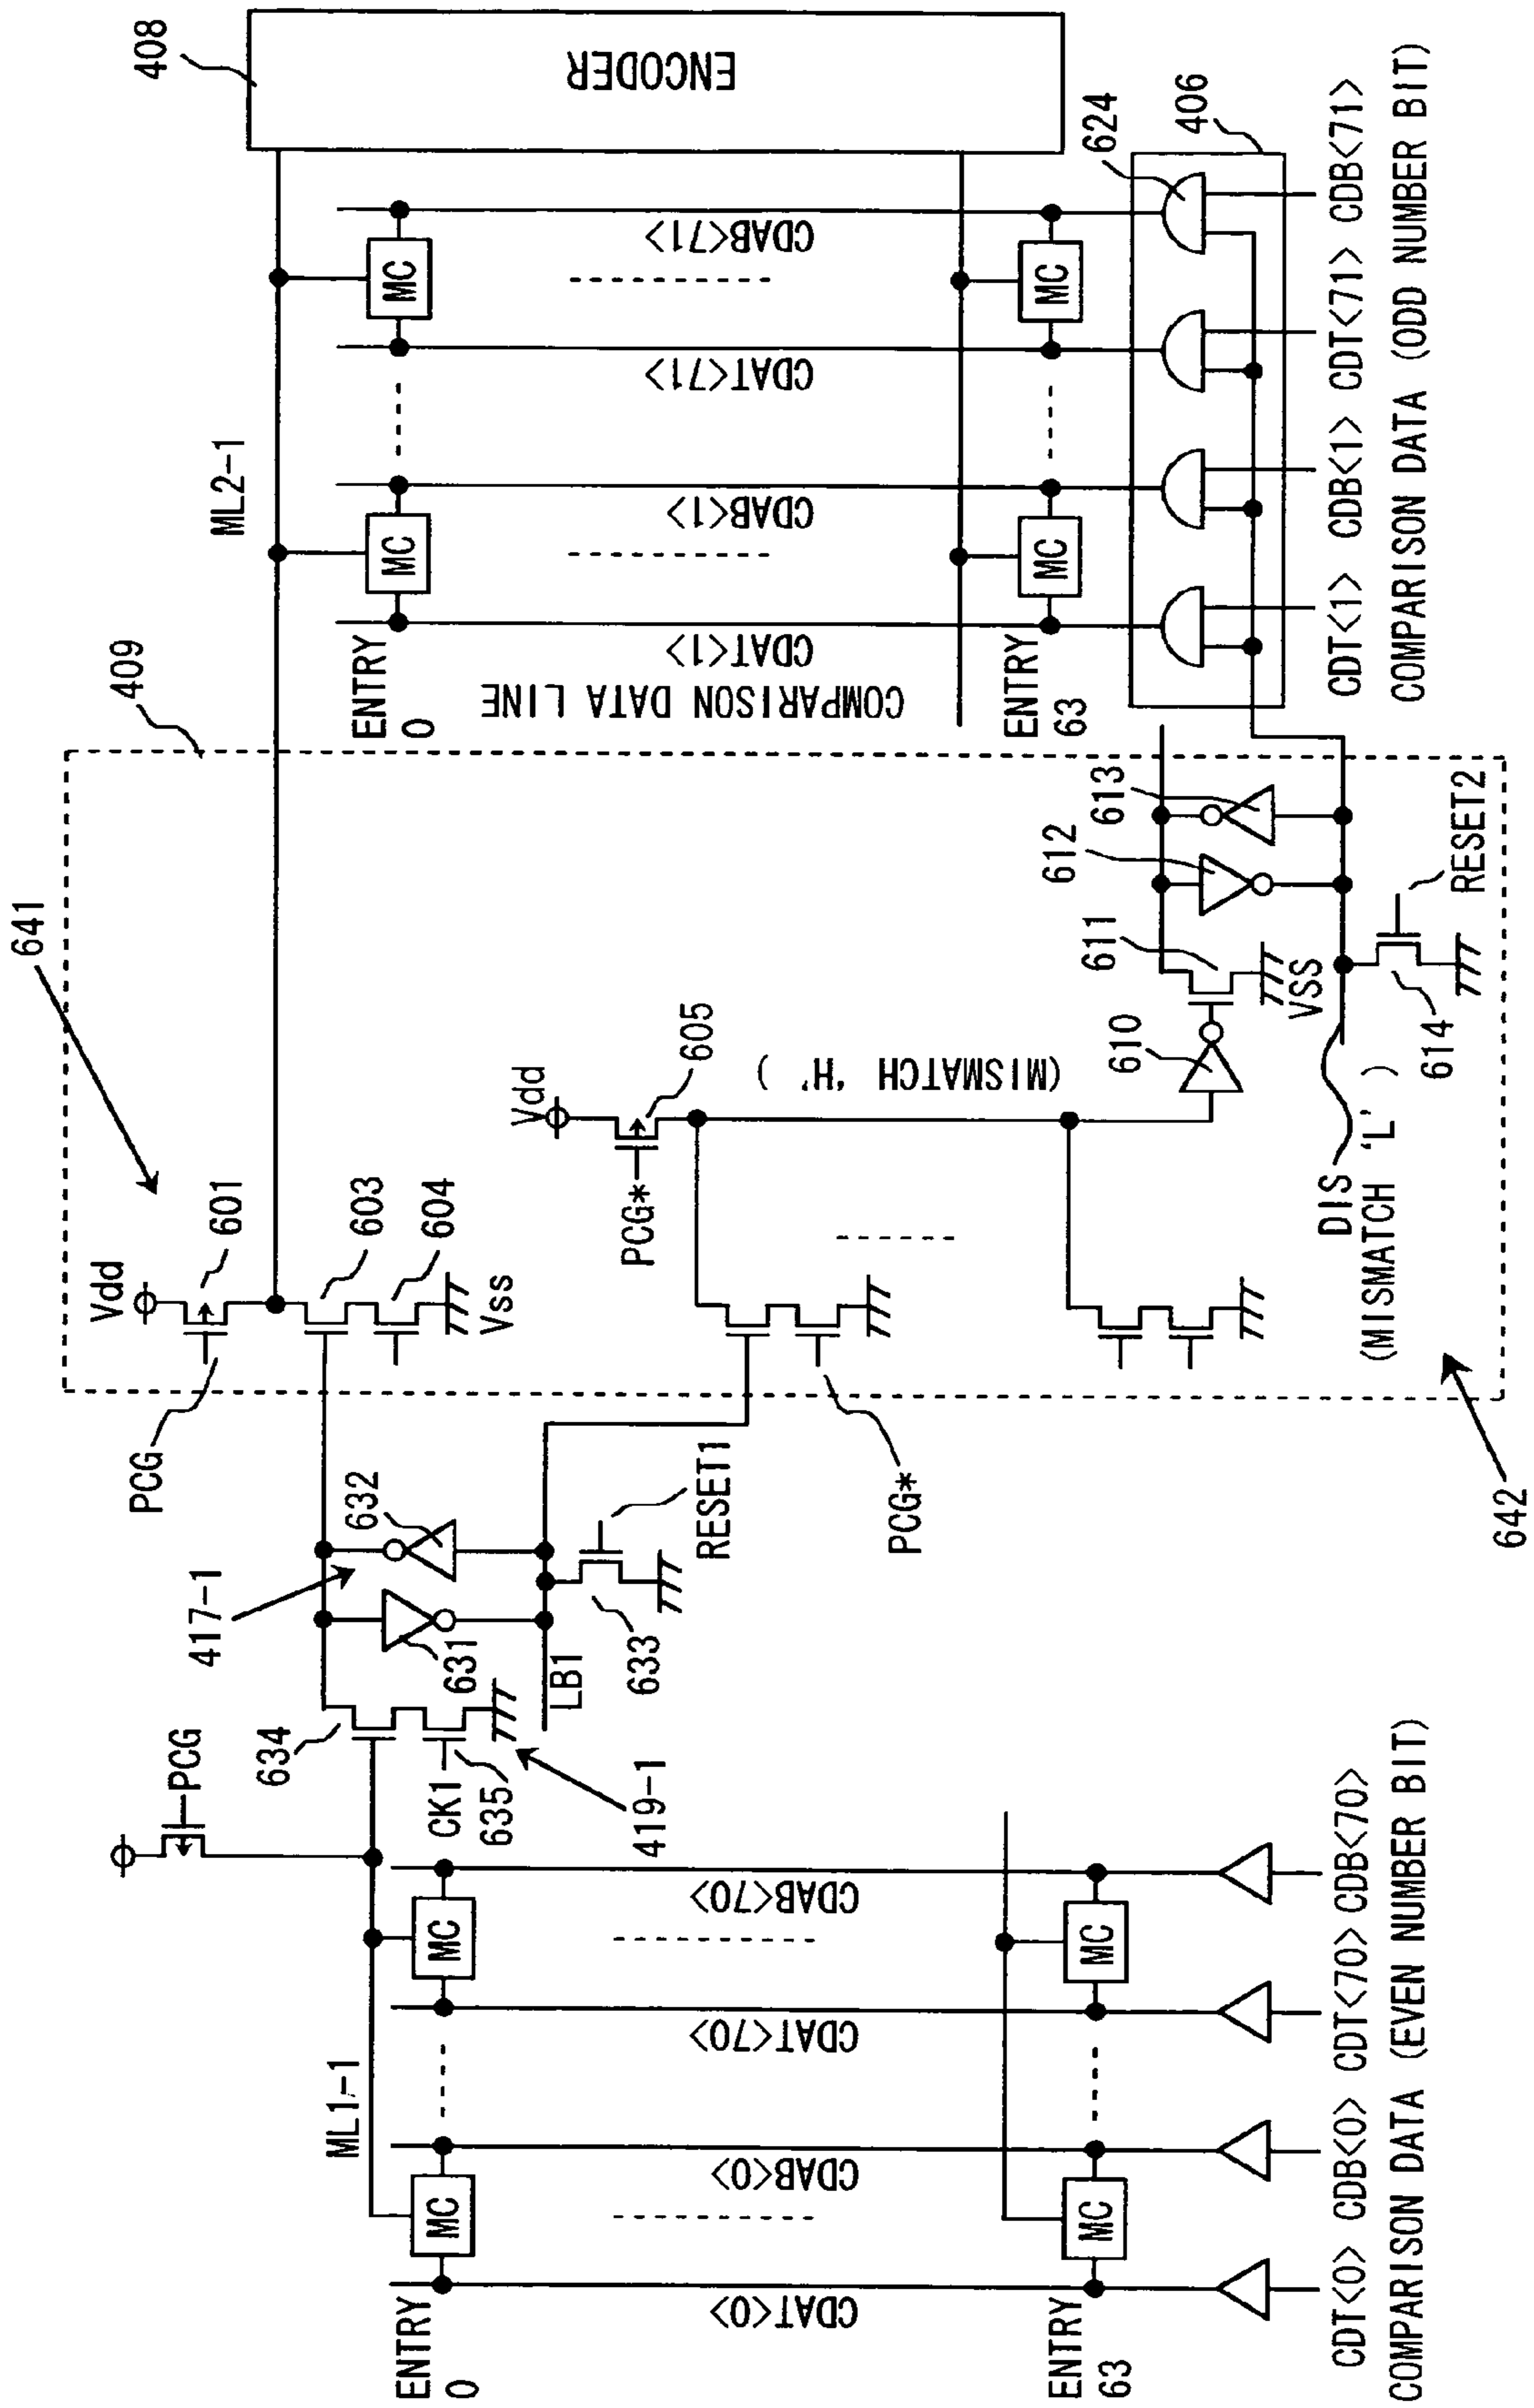 408
ENCODER
ML2-1
MC
MC
CDAT<1>
CDAB<1>
CDAT<71>
CDAB<71>
MC
MC
ENTRY
0
COMPARISON DATA LINE
ENTRY
63
624
406
CDT<1> CDB<1> CDT<71> CDB<71>
COMPARISON DATA (ODD NUMBER BIT)
409
641
Vdd
601
PCG
603
604
Vss
Vdd
605
PCG*
(MISMATCH 'H')
610
611
VSS
612
613
614
RESET2
DIS
(MISMATCH 'L')
PCG*
642
417-1
632
631
LB1
633
RESET1
634
CK1
635
419-1
PCG
ML1-1
ENTRY
0
MC
MC
CDAT<0>
CDAB<0>
CDAT<70>
CDAB<70>
ENTRY
63
MC
MC
CDT<0> CDB<0> CDT<70> CDB<70>
COMPARISON DATA (EVEN NUMBER BIT)